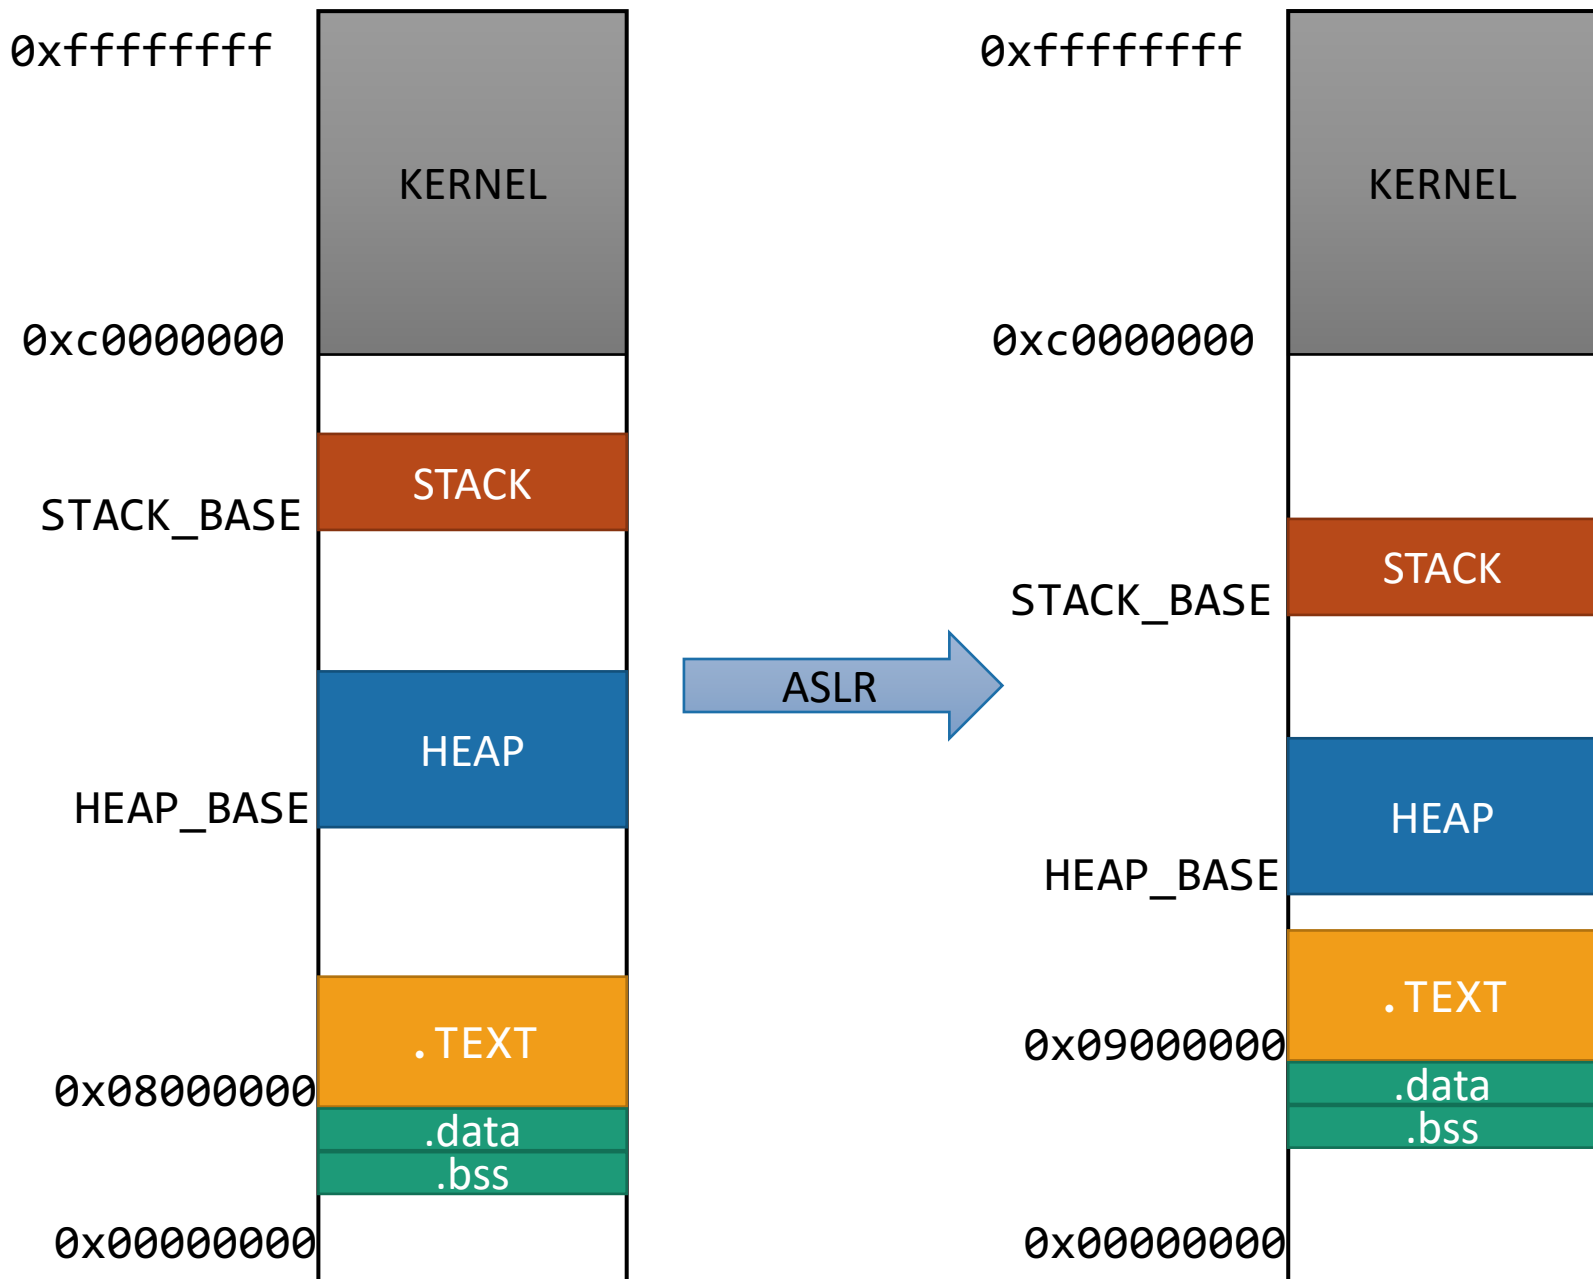 0xffffffff
KERNEL
0xc0000000
STACK
STACK_BASE
HEAP
HEAP_BASE
.TEXT
0x08000000
.data
.bss
0x00000000
ASLR
0xffffffff
KERNEL
0xc0000000
STACK
STACK_BASE
HEAP
HEAP_BASE
.TEXT
0x09000000
.data
.bss
0x00000000